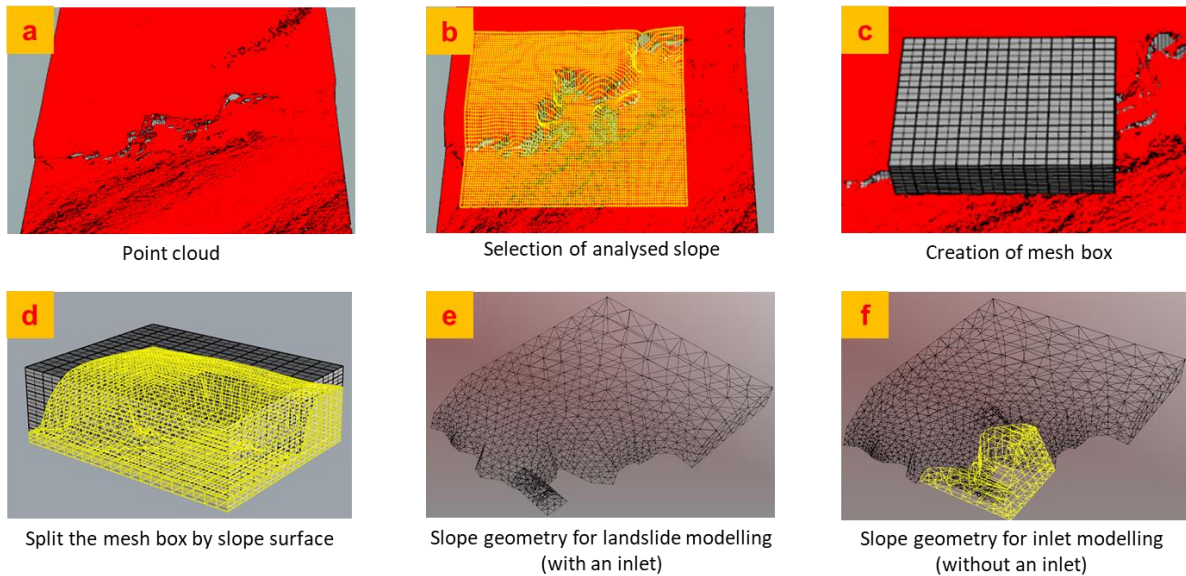 a
b
c
Point cloud
Selection of analysed slope
Creation of mesh box
d
e
f
Split the mesh box by slope surface
Slope geometry for landslide modelling
(with an inlet)
Slope geometry for inlet modelling
(without an inlet)